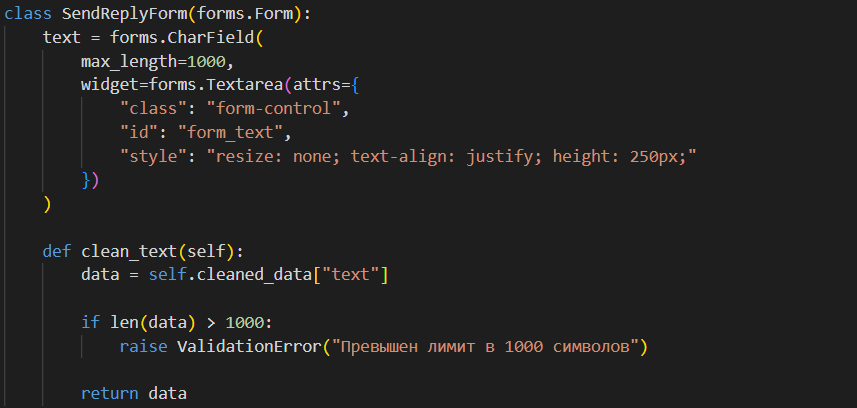 class SendReplyForm(forms.Form):
    text = forms.CharField(
        max_length=1000,
        widget=forms.Textarea(attrs={
            "class": "form-control",
            "id": "form_text",
            "style": "resize: none; text-align: justify; height: 250px;"
        })
    )

    def clean_text(self):
        data = self.cleaned_data["text"]

        if len(data) > 1000:
            raise ValidationError("Превышен лимит в 1000 символов")

        return data